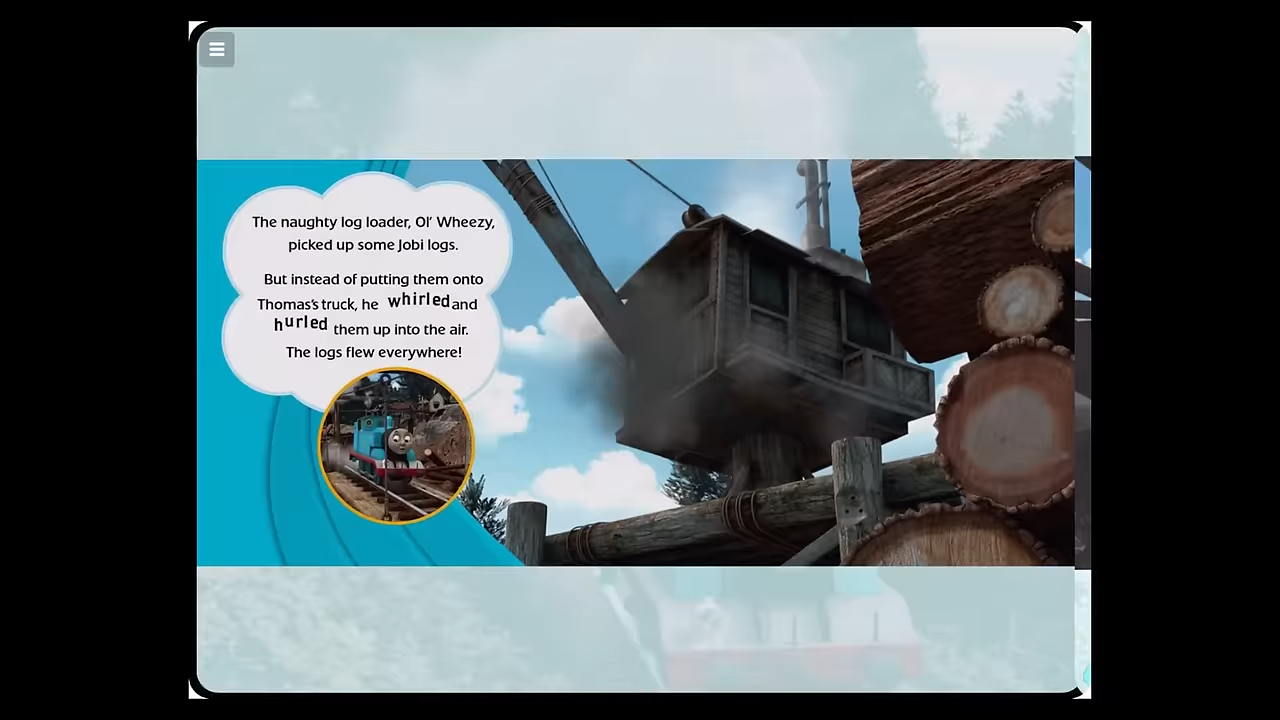 The naughty log loader, Ol' Wheezy,
picked up some Jobi logs.
But instead of putting them onto
Thomas's truck, he whirled and
hurled them up into the air.
The logs flew everywhere!